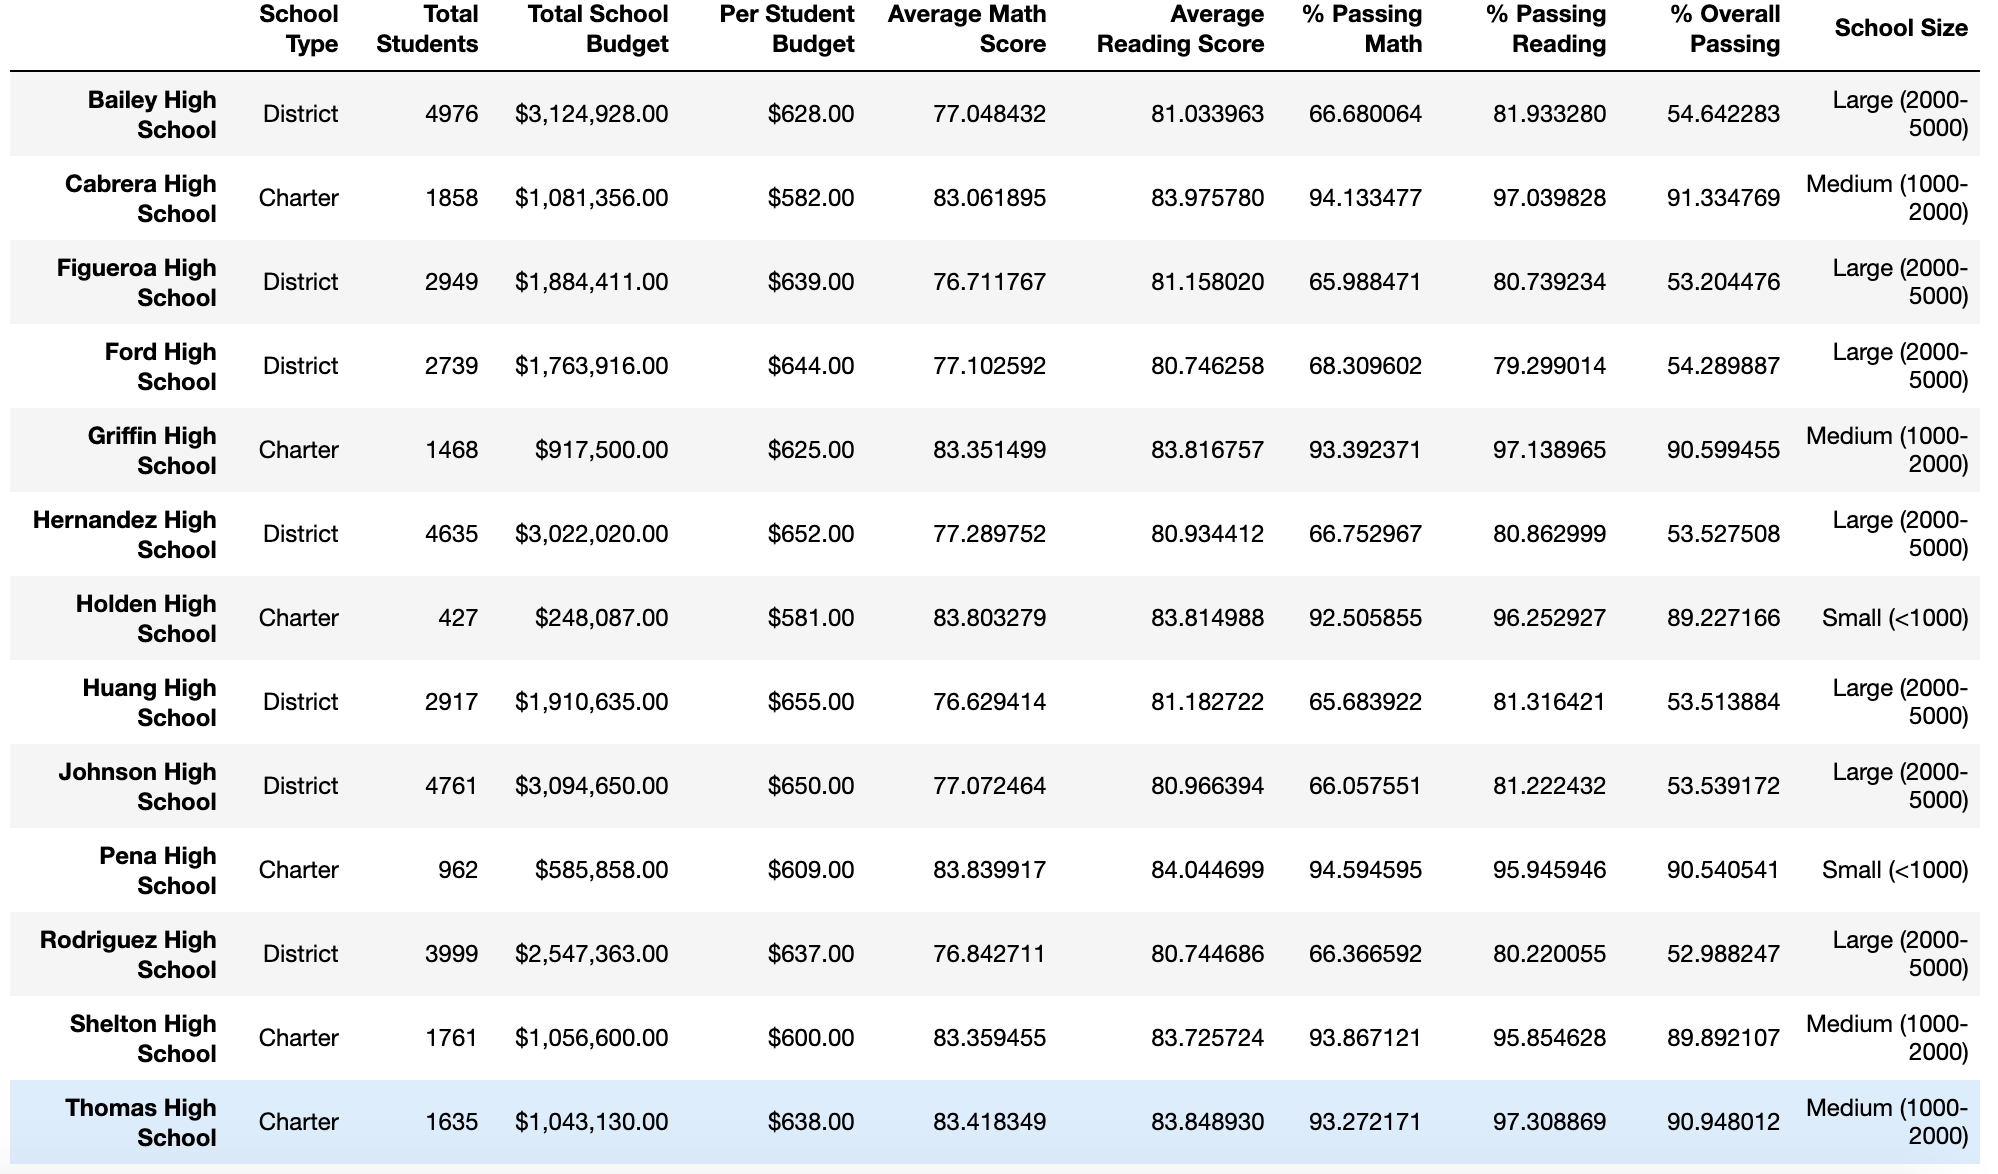 School Type Total Students Total School Budget Per Student Budget Average Math Score Average Reading Score % Passing Math % Passing Reading % Overall Passing School Size
Bailey High School District 4976 $3,124,928.00 $628.00 77.048432 81.033963 66.680064 81.933280 54.642283 Large (2000-5000)
Cabrera High School Charter 1858 $1,081,356.00 $582.00 83.061895 83.975780 94.133477 97.039828 91.334769 Medium (1000-2000)
Figueroa High School District 2949 $1,884,411.00 $639.00 76.711767 81.158020 65.988471 80.739234 53.204476 Large (2000-5000)
Ford High School District 2739 $1,763,916.00 $644.00 77.102592 80.746258 68.309602 79.299014 54.289887 Large (2000-5000)
Griffin High School Charter 1468 $917,500.00 $625.00 83.351499 83.816757 93.392371 97.138965 90.599455 Medium (1000-2000)
Hernandez High School District 4635 $3,022,020.00 $652.00 77.289752 80.934412 66.752967 80.862999 53.527508 Large (2000-5000)
Holden High School Charter 427 $248,087.00 $581.00 83.803279 83.814988 92.505855 96.252927 89.227166 Small (<1000)
Huang High School District 2917 $1,910,635.00 $655.00 76.629414 81.182722 65.683922 81.316421 53.513884 Large (2000-5000)
Johnson High School District 4761 $3,094,650.00 $650.00 77.072464 80.966394 66.057551 81.222432 53.539172 Large (2000-5000)
Pena High School Charter 962 $585,858.00 $609.00 83.839917 84.044699 94.594595 95.945946 90.540541 Small (<1000)
Rodriguez High School District 3999 $2,547,363.00 $637.00 76.842711 80.744686 66.366592 80.220055 52.988247 Large (2000-5000)
Shelton High School Charter 1761 $1,056,600.00 $600.00 83.359455 83.725724 93.867121 95.854628 89.892107 Medium (1000-2000)
Thomas High School Charter 1635 $1,043,130.00 $638.00 83.418349 83.848930 93.272171 97.308869 90.948012 Medium (1000-2000)